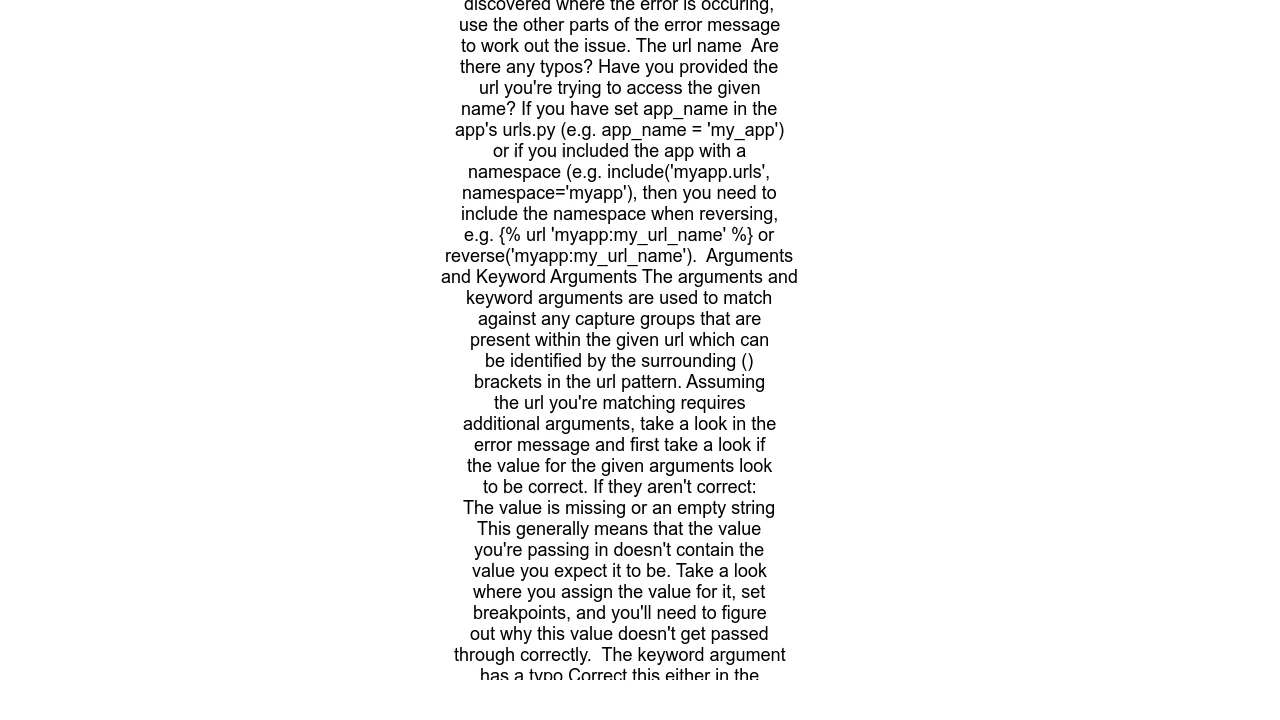 discovered where the error is occuring,
use the other parts of the error message
to work out the issue. The url name  Are
there any typos? Have you provided the
url you're trying to access the given
name? If you have set app_name in the
app's urls.py (e.g. app_name = 'my_app')
or if you included the app with a
namespace (e.g. include('myapp.urls',
namespace='myapp'), then you need to
include the namespace when reversing,
e.g. {% url 'myapp:my_url_name' %} or
reverse('myapp:my_url_name').  Arguments
and Keyword Arguments The arguments and
keyword arguments are used to match
against any capture groups that are
present within the given url which can
be identified by the surrounding ()
brackets in the url pattern. Assuming
the url you're matching requires
additional arguments, take a look in the
error message and first take a look if
the value for the given arguments look
to be correct. If they aren't correct:
The value is missing or an empty string
This generally means that the value
you're passing in doesn't contain the
value you expect it to be. Take a look
where you assign the value for it, set
breakpoints, and you'll need to figure
out why this value doesn't get passed
through correctly.  The keyword argument
has a typo Correct this either in the